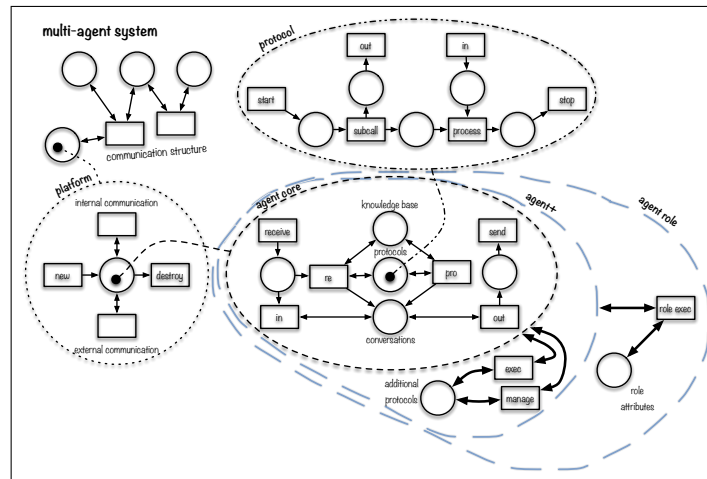 multi-agent system
protocol
out
in
start
stop
subcall
process
communication structure
platform
internal communication
new
destroy
external communication
agent core
agent+
agent role
knowledge base
receive
send
protocols
re
pro
in
out
conversations
role exec
exec
additional
protocols
manage
role
attributes